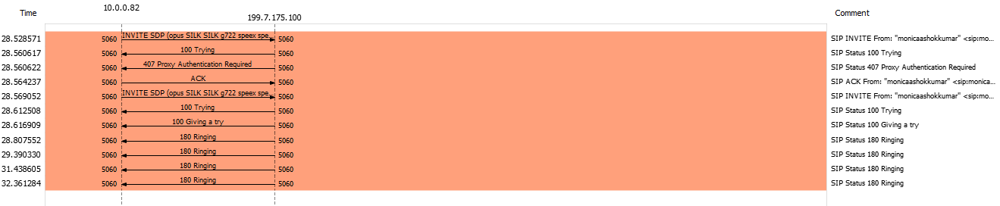 10.0.0.82
Time 199.7.175.100 Comment
28.528571 5060 INVITE SDP (opus SILK SILK g722 speex spe... 5060 SIP INVITE From: "monicaashokkumar" <sip:mo...
28.560617 5060 100 Trying 5060 SIP Status 100 Trying
28.560622 5060 407 Proxy Authentication Required 5060 SIP Status 407 Proxy Authentication Required
28.564237 5060 ACK 5060 SIP ACK From: "monicaashokkumar" <sip:monica...
28.569052 5060 INVITE SDP (opus SILK SILK g722 speex spe... 5060 SIP INVITE From: "monicaashokkumar" <sip:mo...
28.612508 5060 100 Trying 5060 SIP Status 100 Trying
28.616909 5060 100 Giving a try 5060 SIP Status 100 Giving a try
28.807552 5060 180 Ringing 5060 SIP Status 180 Ringing
29.390330 5060 180 Ringing 5060 SIP Status 180 Ringing
31.438605 5060 180 Ringing 5060 SIP Status 180 Ringing
32.361284 5060 180 Ringing 5060 SIP Status 180 Ringing